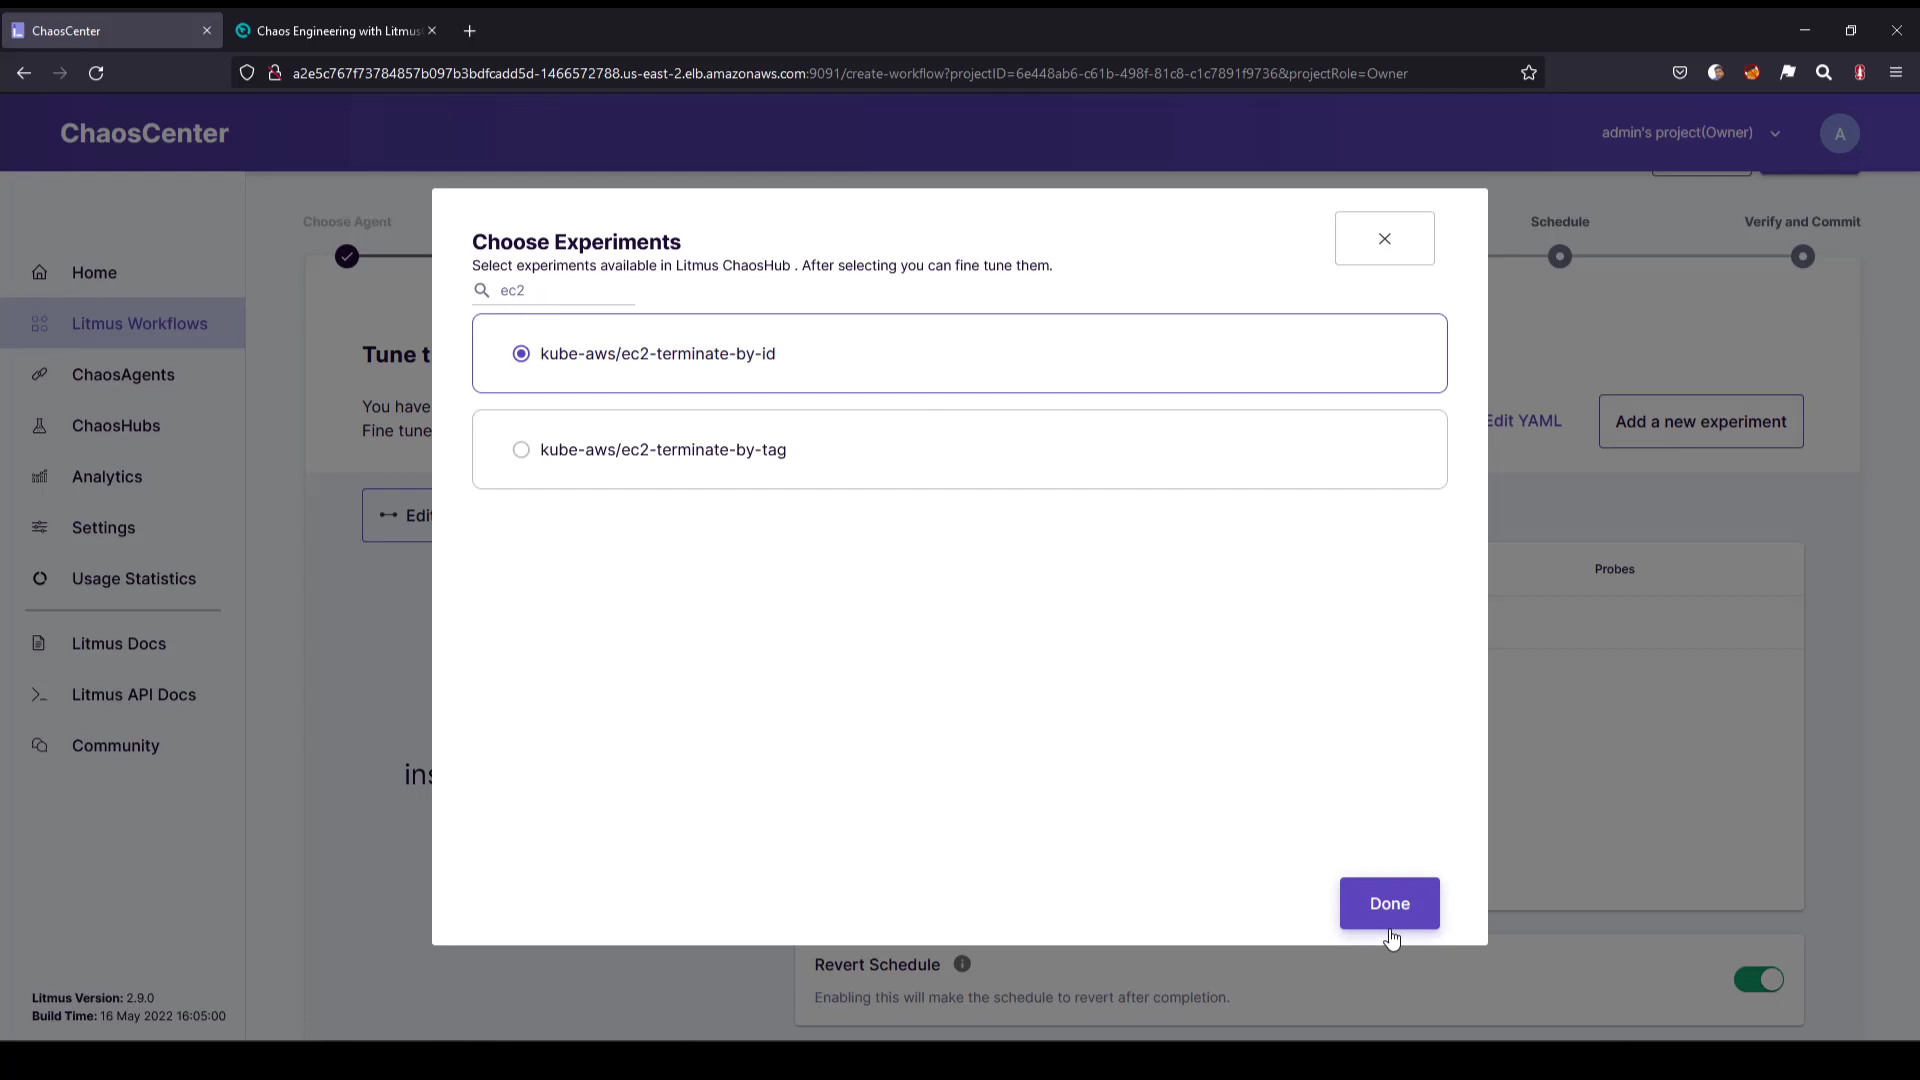 ChaosCenter
Chaos Engineering with Litmus
a2e5c767f73784857b097b3bdfcadd5d-1466572788.us-east-2.elb.amazonaws.com:9091/create-workflow?projectID=6e448ab6-c61b-498f-81c8-c1c7891f9736&projectRole=Owner
ChaosCenter
admin's project(Owner)
A
Choose Agent
Schedule
Verify and Commit
Home
Litmus Workflows
ChaosAgents
ChaosHubs
Analytics
Settings
Usage Statistics
Litmus Docs
Litmus API Docs
Community
Litmus Version: 2.9.0
Build Time: 16 May 2022 16:05:00
Tune t
You have
Fine tune
Edit YAML
Add a new experiment
Edit
Probes
ins
Choose Experiments
Select experiments available in Litmus ChaosHub . After selecting you can fine tune them.
ec2
kube-aws/ec2-terminate-by-id
kube-aws/ec2-terminate-by-tag
Done
Revert Schedule
Enabling this will make the schedule to revert after completion.